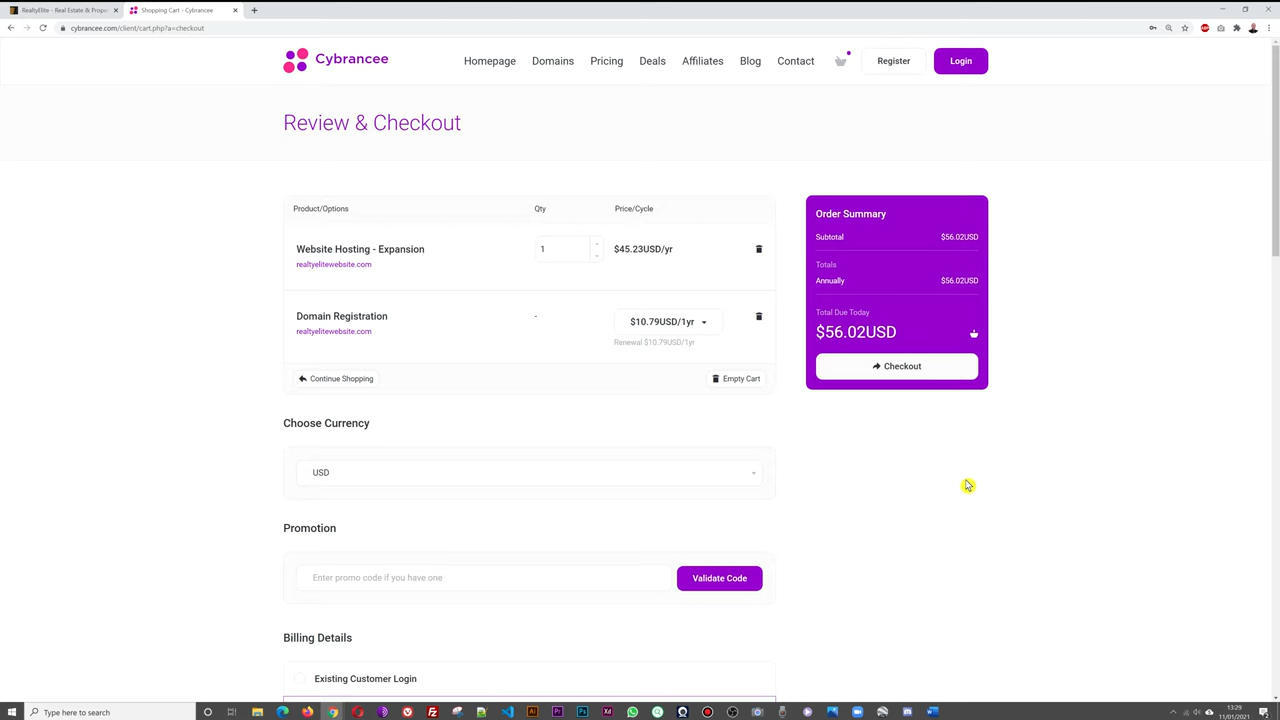 RealtyElite - Real Estate & Prope
Shopping Cart - Cybrancee
cybrancee.com/client/cart.php?a=checkout
Cybrancee
Homepage
Domains
Pricing
Deals
Affiliates
Blog
Contact
Register
Login
Review & Checkout
Product/Options
Qty
Price/Cycle
Website Hosting - Expansion
1
$45.23USD/yr
realtyelitewebsite.com
Domain Registration
-
$10.79USD/1yr
realtyelitewebsite.com
Renewal $10.79USD/1yr
Continue Shopping
Empty Cart
Order Summary
Subtotal
$56.02USD
Totals
Annually
$56.02USD
Total Due Today
$56.02USD
Checkout
Choose Currency
USD
Promotion
Enter promo code if you have one
Validate Code
Billing Details
Existing Customer Login
Type here to search
13:29
11/01/2021